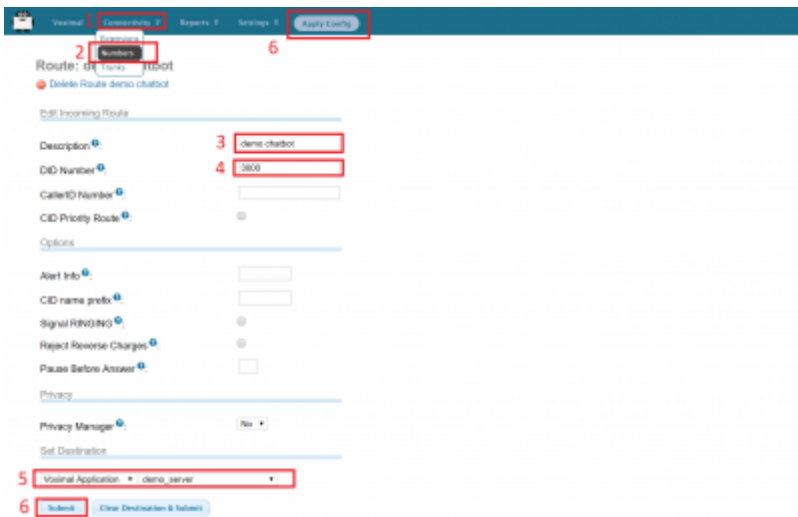 Voximal 1 Connectivity Reports Settings Apply Config
Extensions
2 Numbers 6
Trunks
Route: demo chatbot
Delete Route demo chatbot
Edit Incoming Route
Description : 3 demo chatbot
DID Number : 4 3800
CallerID Number :
CID Priority Route :
Options
Alert Info :
CID name prefix :
Signal RINGING :
Reject Reverse Charges :
Pause Before Answer :
Privacy
Privacy Manager : No
Set Destination
5 Voximal Application demo_server
6 Submit Clear Destination & Submit